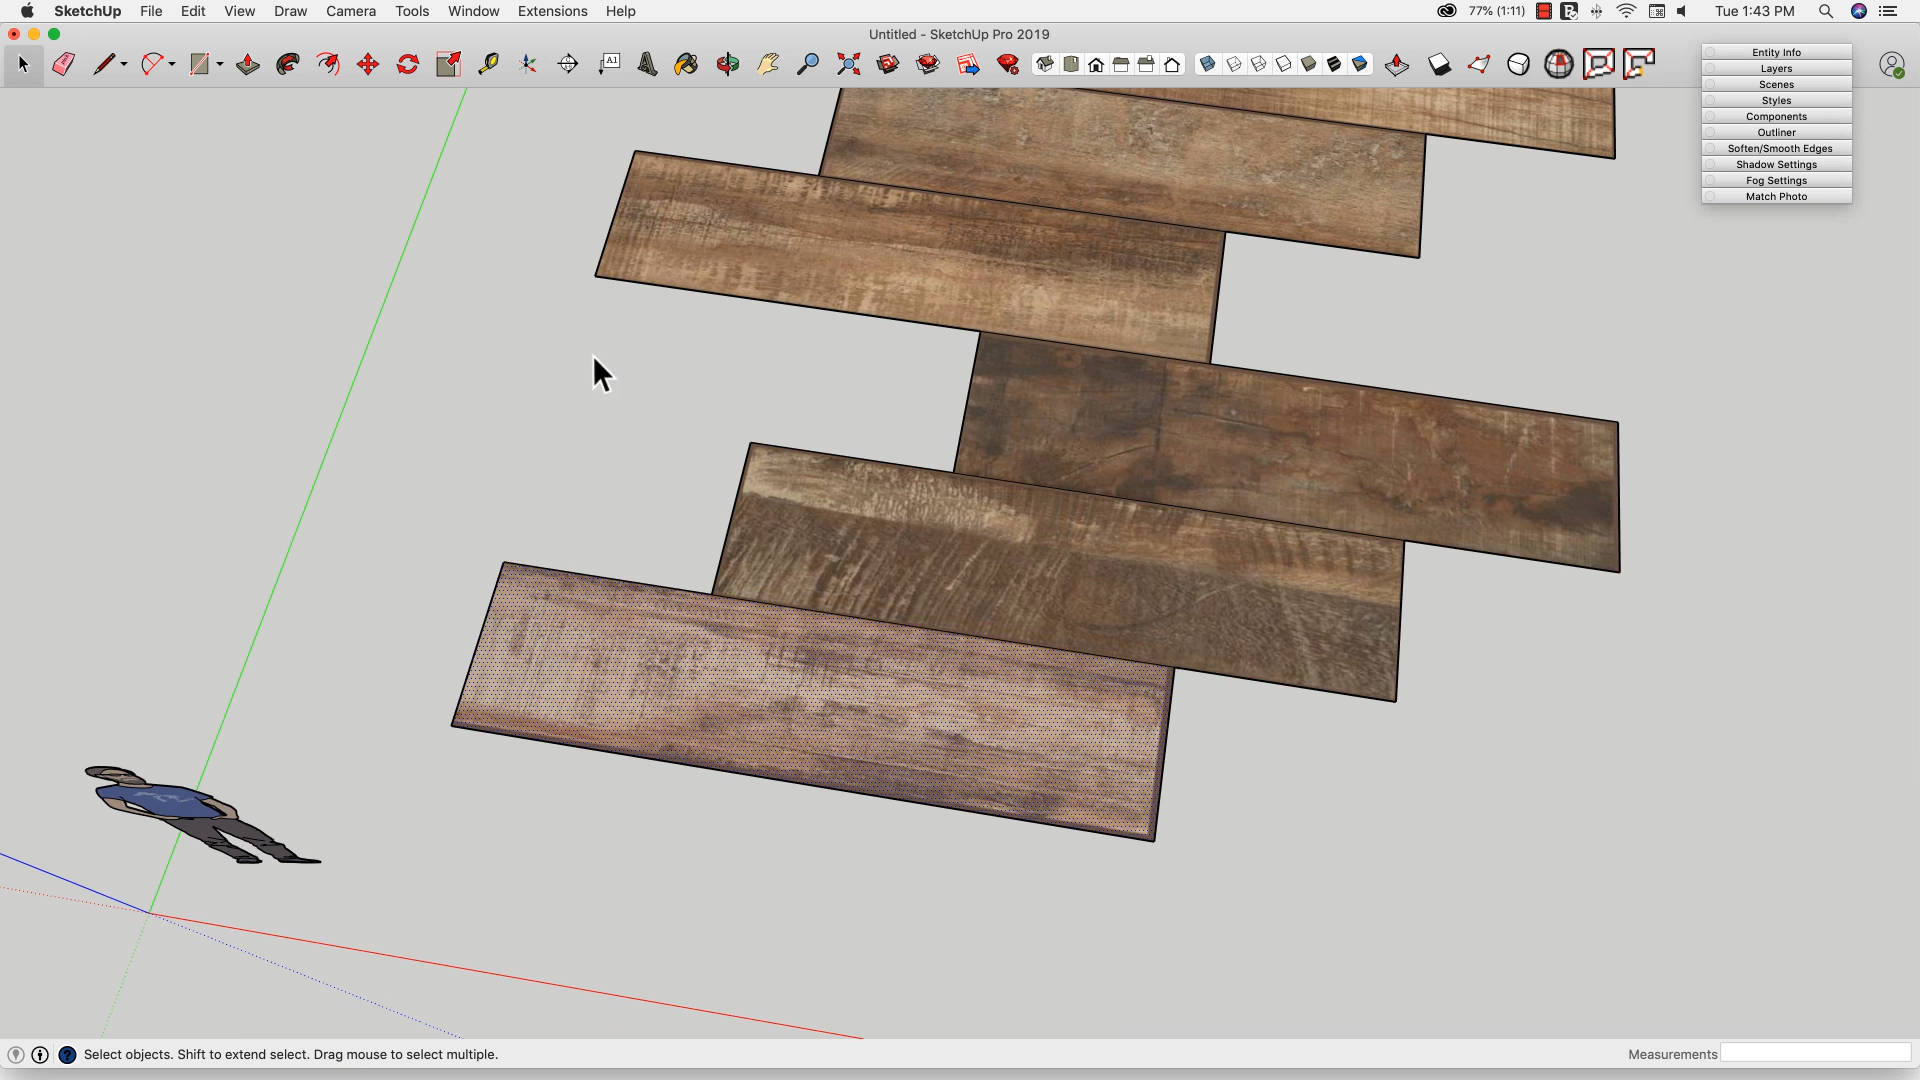 SketchUp File Edit View Draw Camera Tools Window Extensions Help 77% (1:11) Tue 1:43 PM
Untitled - SketchUp Pro 2019
A1
Entity Info
Layers
Scenes
Styles
Components
Outliner
Soften/Smooth Edges
Shadow Settings
Fog Settings
Match Photo
Select objects. Shift to extend select. Drag mouse to select multiple.
Measurements